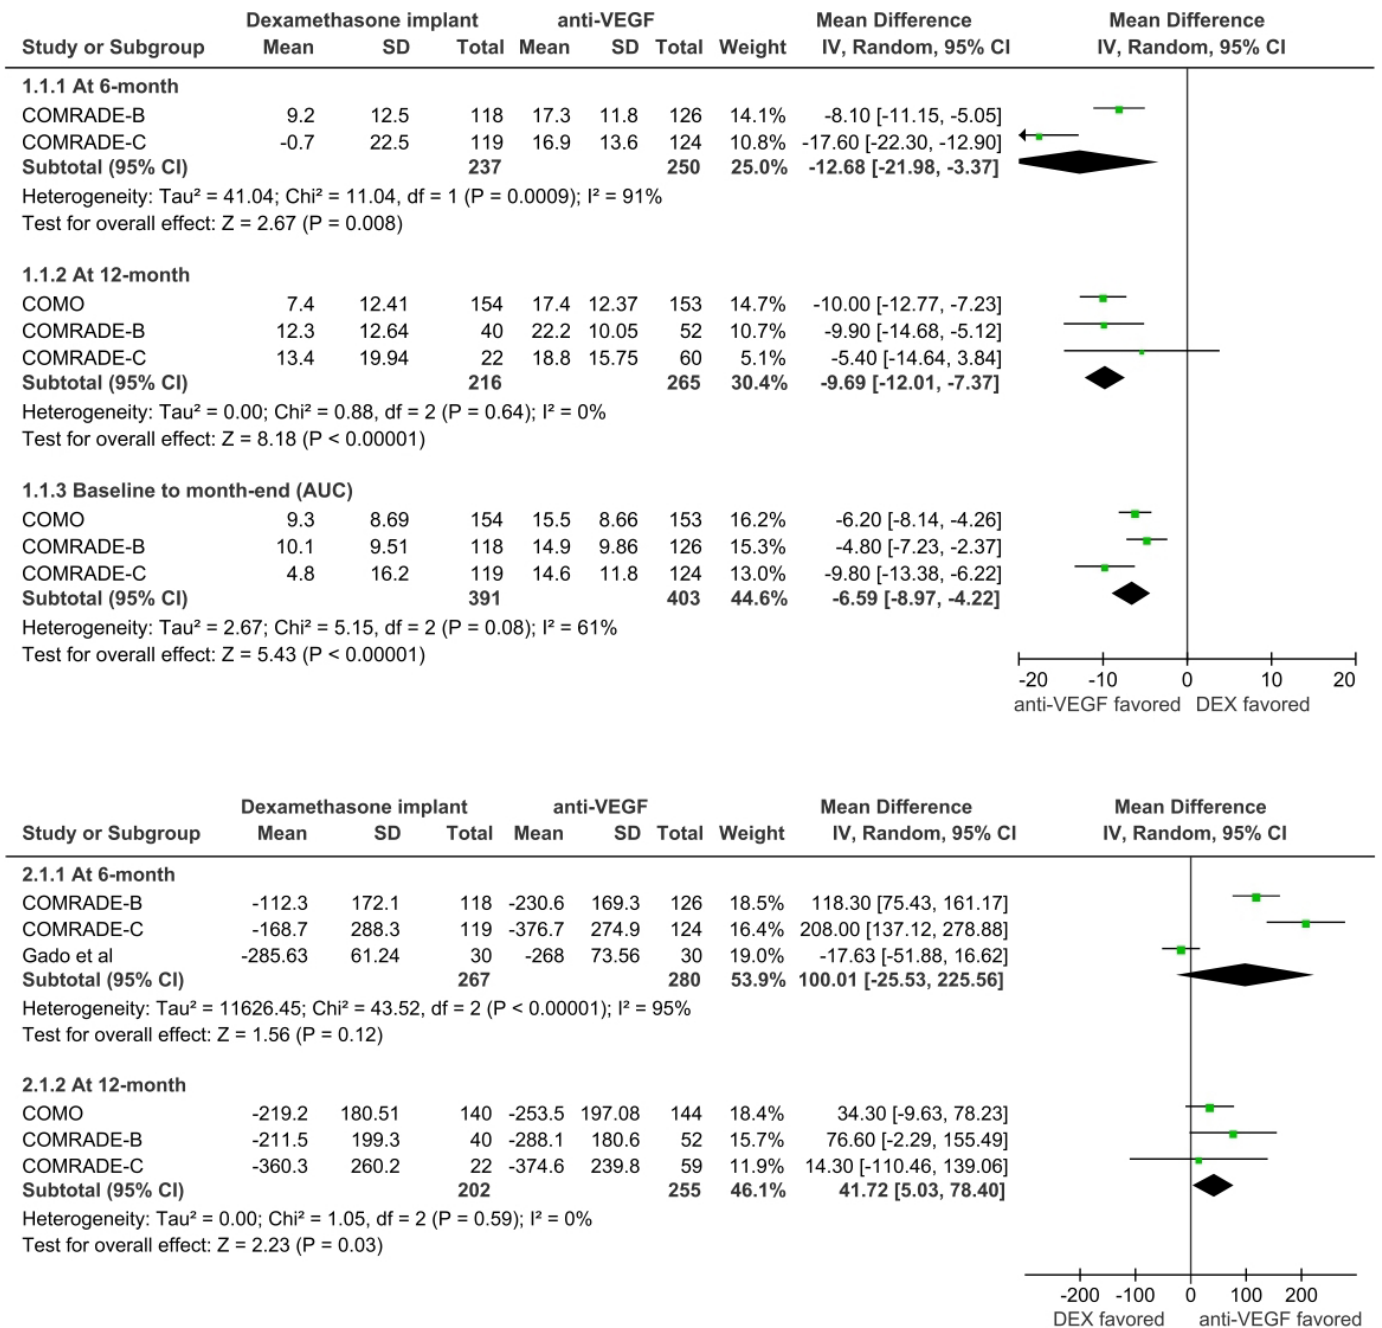 Dexamethasone implant anti-VEGF Mean Difference Mean Difference
Study or Subgroup Mean SD Total Mean SD Total Weight IV, Random, 95% CI IV, Random, 95% CI
1.1.1 At 6-month
COMRADE-B 9.2 12.5 118 17.3 11.8 126 14.1% -8.10 [-11.15, -5.05]
COMRADE-C -0.7 22.5 119 16.9 13.6 124 10.8% -17.60 [-22.30, -12.90]
Subtotal (95% CI) 237 250 25.0% -12.68 [-21.98, -3.37]
Heterogeneity: Tau² = 41.04; Chi² = 11.04, df = 1 (P = 0.0009); I² = 91%
Test for overall effect: Z = 2.67 (P = 0.008)
1.1.2 At 12-month
COMO 7.4 12.41 154 17.4 12.37 153 14.7% -10.00 [-12.77, -7.23]
COMRADE-B 12.3 12.64 40 22.2 10.05 52 10.7% -9.90 [-14.68, -5.12]
COMRADE-C 13.4 19.94 22 18.8 15.75 60 5.1% -5.40 [-14.64, 3.84]
Subtotal (95% CI) 216 265 30.4% -9.69 [-12.01, -7.37]
Heterogeneity: Tau² = 0.00; Chi² = 0.88, df = 2 (P = 0.64); I² = 0%
Test for overall effect: Z = 8.18 (P < 0.00001)
1.1.3 Baseline to month-end (AUC)
COMO 9.3 8.69 154 15.5 8.66 153 16.2% -6.20 [-8.14, -4.26]
COMRADE-B 10.1 9.51 118 14.9 9.86 126 15.3% -4.80 [-7.23, -2.37]
COMRADE-C 4.8 16.2 119 14.6 11.8 124 13.0% -9.80 [-13.38, -6.22]
Subtotal (95% CI) 391 403 44.6% -6.59 [-8.97, -4.22]
Heterogeneity: Tau² = 2.67; Chi² = 5.15, df = 2 (P = 0.08); I² = 61%
Test for overall effect: Z = 5.43 (P < 0.00001)
-20 -10 0 10 20
anti-VEGF favored DEX favored
Dexamethasone implant anti-VEGF Mean Difference Mean Difference
Study or Subgroup Mean SD Total Mean SD Total Weight IV, Random, 95% CI IV, Random, 95% CI
2.1.1 At 6-month
COMRADE-B -112.3 172.1 118 -230.6 169.3 126 18.5% 118.30 [75.43, 161.17]
COMRADE-C -168.7 288.3 119 -376.7 274.9 124 16.4% 208.00 [137.12, 278.88]
Gado et al -285.63 61.24 30 -268 73.56 30 19.0% -17.63 [-51.88, 16.62]
Subtotal (95% CI) 267 280 53.9% 100.01 [-25.53, 225.56]
Heterogeneity: Tau² = 11626.45; Chi² = 43.52, df = 2 (P < 0.00001); I² = 95%
Test for overall effect: Z = 1.56 (P = 0.12)
2.1.2 At 12-month
COMO -219.2 180.51 140 -253.5 197.08 144 18.4% 34.30 [-9.63, 78.23]
COMRADE-B -211.5 199.3 40 -288.1 180.6 52 15.7% 76.60 [-2.29, 155.49]
COMRADE-C -360.3 260.2 22 -374.6 239.8 59 11.9% 14.30 [-110.46, 139.06]
Subtotal (95% CI) 202 255 46.1% 41.72 [5.03, 78.40]
Heterogeneity: Tau² = 0.00; Chi² = 1.05, df = 2 (P = 0.59); I² = 0%
Test for overall effect: Z = 2.23 (P = 0.03)
-200 -100 0 100 200
DEX favored anti-VEGF favored